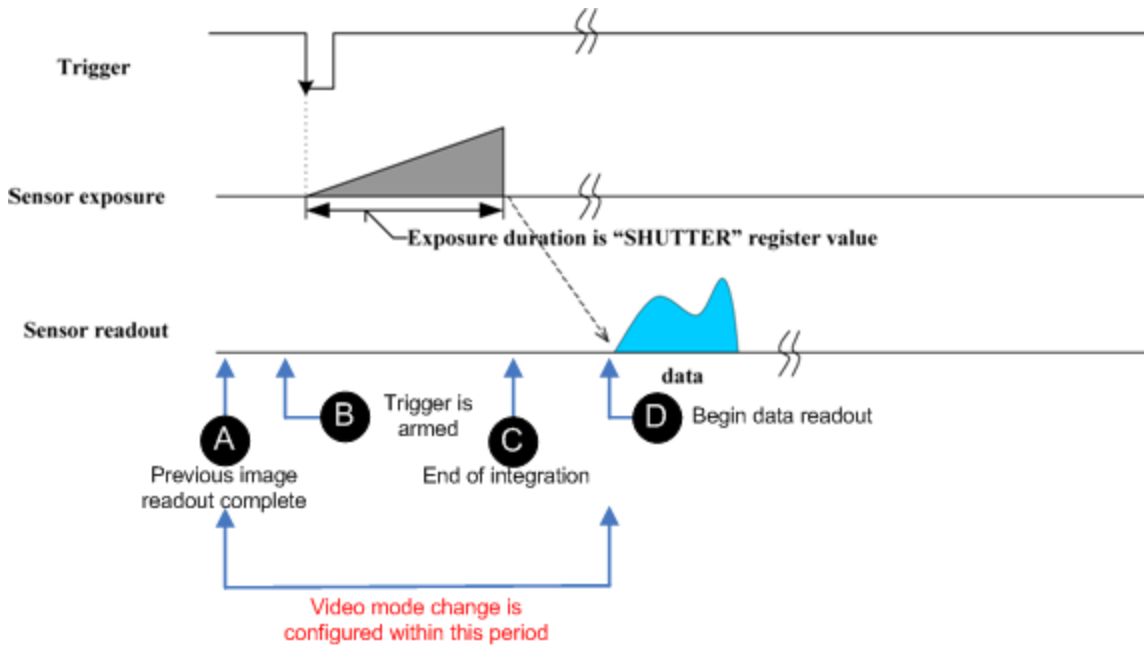 Trigger
Sensor exposure
Exposure duration is “SHUTTER” register value
Sensor readout
data
A
Previous image
readout complete
B
Trigger is
armed
C
End of integration
D
Begin data readout
Video mode change is
configured within this period